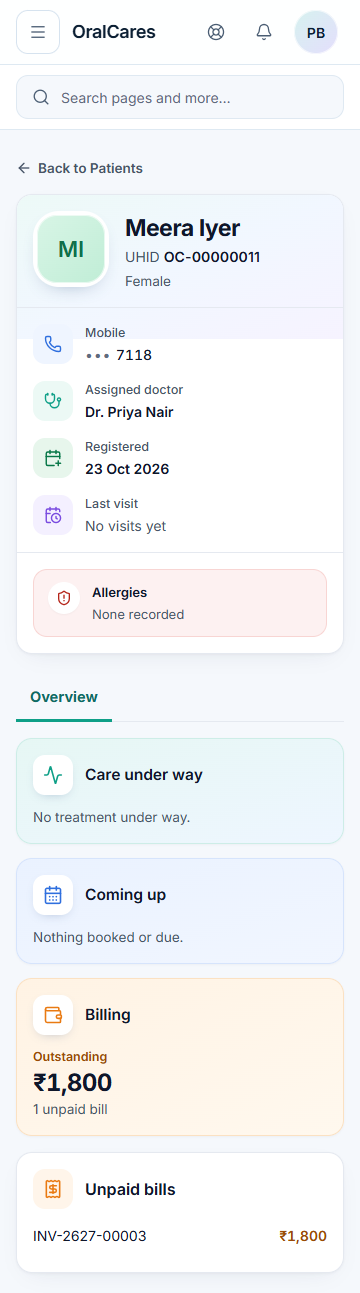 OralCares
PB
Search pages and more...
Back to Patients
MI
Meera Iyer
UHID OC-00000011
Female
Mobile
••• 7118
Assigned doctor
Dr. Priya Nair
Registered
23 Oct 2026
Last visit
No visits yet
Allergies
None recorded
Overview
Care under way
No treatment under way.
Coming up
Nothing booked or due.
Billing
Outstanding
₹1,800
1 unpaid bill
Unpaid bills
INV-2627-00003 ₹1,800